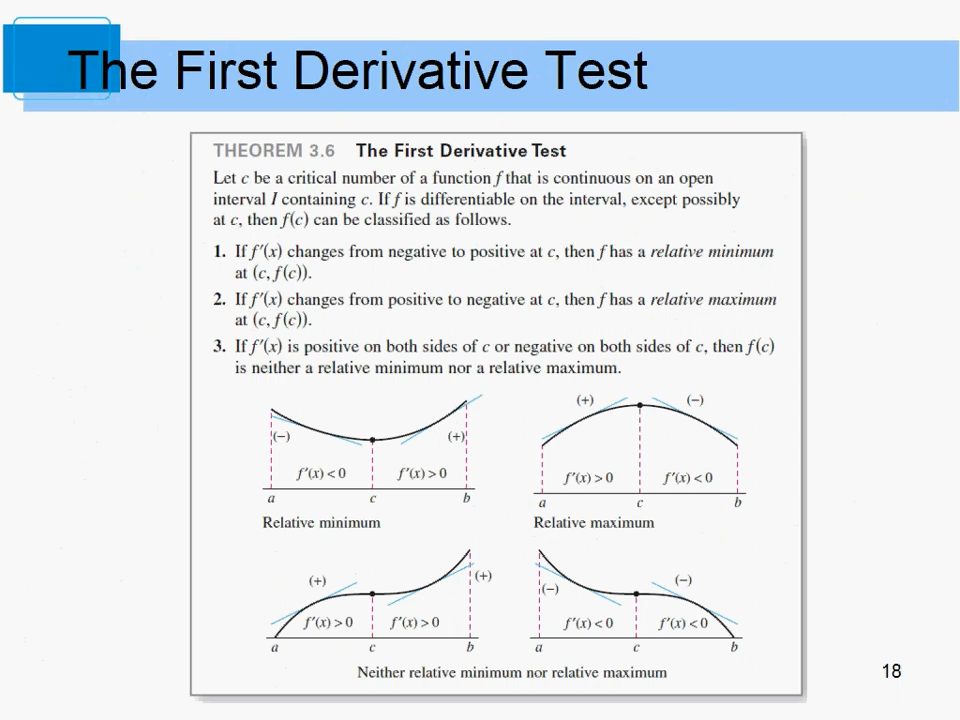 The First Derivative Test
THEOREM 3.6 The First Derivative Test
Let c be a critical number of a function f that is continuous on an open
interval I containing c. If f is differentiable on the interval, except possibly
at c, then f(c) can be classified as follows.
1. If f′(x) changes from negative to positive at c, then f has a relative minimum
at (c, f(c)).
2. If f′(x) changes from positive to negative at c, then f has a relative maximum
at (c, f(c)).
3. If f′(x) is positive on both sides of c or negative on both sides of c, then f(c)
is neither a relative minimum nor a relative maximum.
(−) (+)
f′(x) < 0 f′(x) > 0
a c b
Relative minimum
(+) (−)
f′(x) > 0 f′(x) < 0
a c b
Relative maximum
(+) (+)
f′(x) > 0 f′(x) > 0
a c b
(−) (−)
f′(x) < 0 f′(x) < 0
a c b
Neither relative minimum nor relative maximum
18